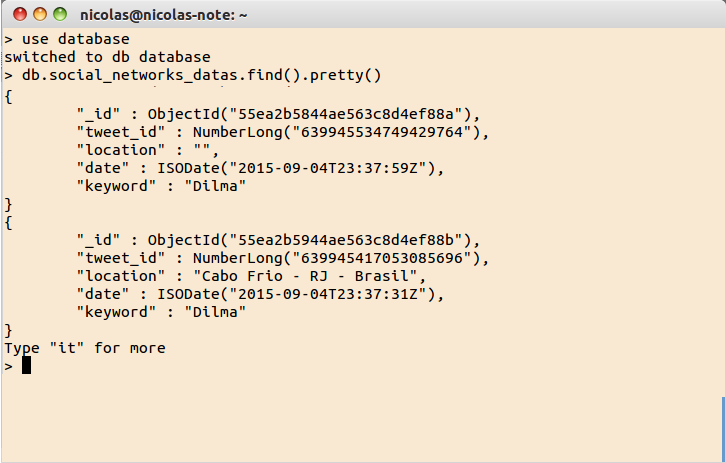 nicolas@nicolas-note: ~
> use database
switched to db database
> db.social_networks_datas.find().pretty()
{
        "_id" : ObjectId("55ea2b5844ae563c8d4ef88a"),
        "tweet_id" : NumberLong("639945534749429764"),
        "location" : "",
        "date" : ISODate("2015-09-04T23:37:59Z"),
        "keyword" : "Dilma"
}
{
        "_id" : ObjectId("55ea2b5944ae563c8d4ef88b"),
        "tweet_id" : NumberLong("639945417053085696"),
        "location" : "Cabo Frio - RJ - Brasil",
        "date" : ISODate("2015-09-04T23:37:31Z"),
        "keyword" : "Dilma"
}
Type "it" for more
>